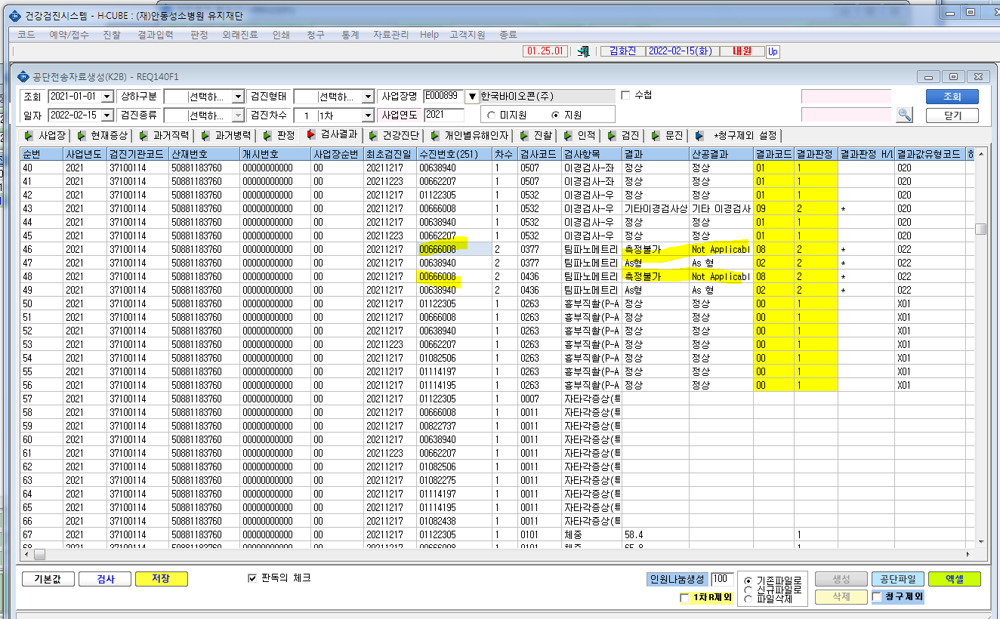 건강검진시스템 - H-CUBE : (재)안동성소병원 유지재단
코드 예약/접수 진찰 결과입력 판정 외래진료 인쇄 청구 통계 자료관리 Help 고객지원 종료
01.25.01 김화진 2022-02-15(화) 내원 Up
공단전송자료생성(K2B) - REQ140F1
조회 2021-01-01 상하구분 선택하... 검진형태 선택하... 사업장명 E000899 한국바이오콘(주) 수첩 조회
일자 2022-02-15 검진종류 선택하... 검진차수 1 1차 사업연도 2021 미지원 지원 닫기
사업장 현재증상 과거직력 과거병력 판정 검사결과 건강진단 개인별유해인자 진찰 인적 검진 문진 *청구제외 설정
순번 사업년도 검진기관코드 산재번호 개시번호 사업장순번 최초검진일 수진번호(251) 차수 검사코드 검사항목 결과 산공결과 결과코드 결과판정 결과판정 H/l 결과값유형코드
40 2021 37100114 50881183760 00000000000 00 20211217 00638940 1 0507 이경검사-좌 정상 정상 01 1 020
41 2021 37100114 50881183760 00000000000 00 20211223 00662207 1 0507 이경검사-좌 정상 정상 01 1 020
42 2021 37100114 50881183760 00000000000 00 20211217 01122305 1 0532 이경검사-우 정상 정상 01 1 020
43 2021 37100114 50881183760 00000000000 00 20211217 00666008 1 0532 이경검사-우 기타이경검사상 기타 이경검사 09 2 * 020
44 2021 37100114 50881183760 00000000000 00 20211217 00638940 1 0532 이경검사-우 정상 정상 01 1 020
45 2021 37100114 50881183760 00000000000 00 20211223 00662207 1 0532 이경검사-우 정상 정상 01 1 020
46 2021 37100114 50881183760 00000000000 00 20211217 00666008 2 0377 팀파노메트리 측정불가 Not Applicabl 08 2 * 022
47 2021 37100114 50881183760 00000000000 00 20211217 00638940 2 0377 팀파노메트리 As형 As 형 02 2 * 022
48 2021 37100114 50881183760 00000000000 00 20211217 00666008 2 0436 팀파노메트리 측정불가 Not Applicabl 08 2 * 022
49 2021 37100114 50881183760 00000000000 00 20211217 00638940 2 0436 팀파노메트리 As형 As 형 02 2 * 022
50 2021 37100114 50881183760 00000000000 00 20211217 01122305 1 0263 흉부직촬(P-A 정상 정상 00 1 X01
51 2021 37100114 50881183760 00000000000 00 20211217 00666008 1 0263 흉부직촬(P-A 정상 정상 00 1 X01
52 2021 37100114 50881183760 00000000000 00 20211217 00638940 1 0263 흉부직촬(P-A 정상 정상 00 1 X01
53 2021 37100114 50881183760 00000000000 00 20211223 00662207 1 0263 흉부직촬(P-A 정상 정상 00 1 X01
54 2021 37100114 50881183760 00000000000 00 20211217 01082506 1 0263 흉부직촬(P-A 정상 정상 00 1 X01
55 2021 37100114 50881183760 00000000000 00 20211217 01114197 1 0263 흉부직촬(P-A 정상 정상 00 1 X01
56 2021 37100114 50881183760 00000000000 00 20211217 01114195 1 0263 흉부직촬(P-A 정상 정상 00 1 X01
57 2021 37100114 50881183760 00000000000 00 20211217 01122305 1 0007 자타각증상(특
58 2021 37100114 50881183760 00000000000 00 20211217 00666008 1 0011 자타각증상(특
59 2021 37100114 50881183760 00000000000 00 20211217 00822737 1 0011 자타각증상(특
60 2021 37100114 50881183760 00000000000 00 20211217 00638940 1 0011 자타각증상(특
61 2021 37100114 50881183760 00000000000 00 20211223 00662207 1 0011 자타각증상(특
62 2021 37100114 50881183760 00000000000 00 20211217 01082506 1 0011 자타각증상(특
63 2021 37100114 50881183760 00000000000 00 20211217 01082275 1 0011 자타각증상(특
64 2021 37100114 50881183760 00000000000 00 20211217 01114197 1 0011 자타각증상(특
65 2021 37100114 50881183760 00000000000 00 20211217 01114195 1 0011 자타각증상(특
66 2021 37100114 50881183760 00000000000 00 20211217 01082438 1 0011 자타각증상(특
67 2021 37100114 50881183760 00000000000 00 20211217 01122305 1 0101 체중 58.4 1
68 2021 37100114 50881183760 00000000000 00 20211217 00666008 1 0101 체중 65.8 1
기본값 검사 저장 판독의 체크 인원나눔생성 100 기존파일로 생성 공단파일 엑셀
1차R제외 신규파일로 삭제 청구제외
파일삭제